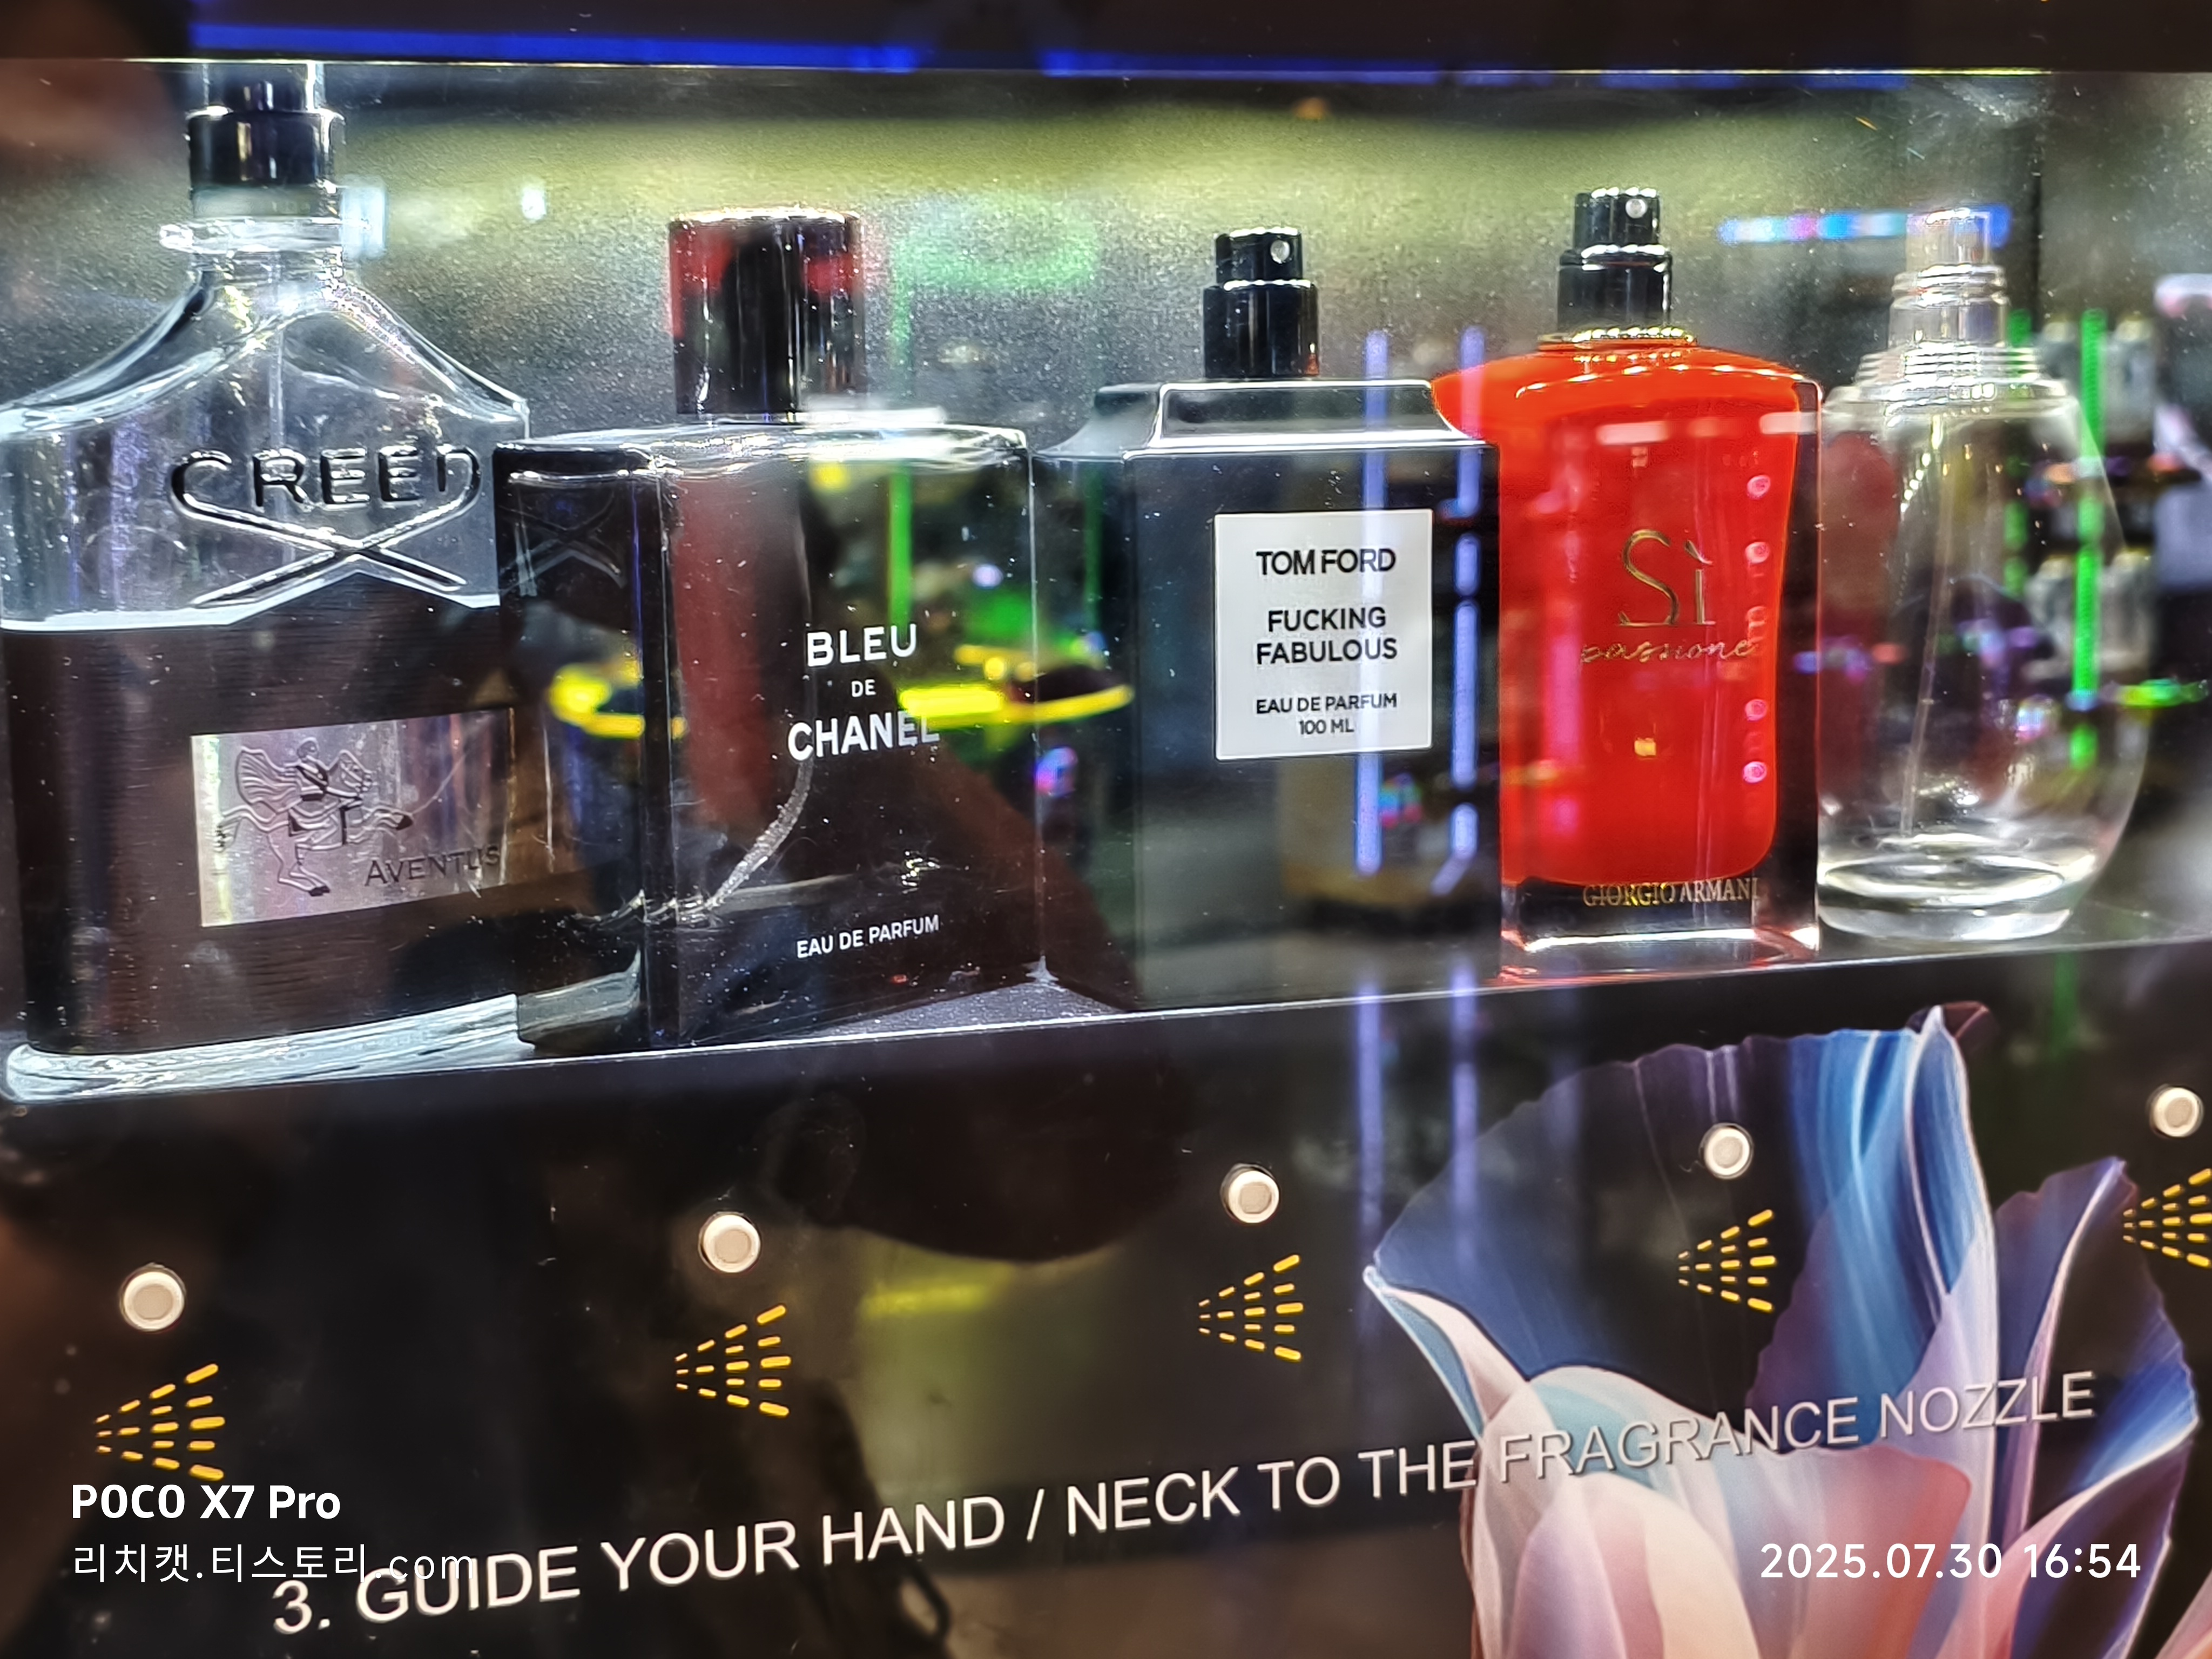 CREED
AVENTUS
BLEU
DE
CHANEL
EAU DE PARFUM
TOM FORD
FUCKING
FABULOUS
EAU DE PARFUM
100 ML
Sì
passione
GIORGIO ARMANI
3. GUIDE YOUR HAND / NECK TO THE FRAGRANCE NOZZLE
POCO X7 Pro
리치캣.티스토리.com
2025.07.30 16:54